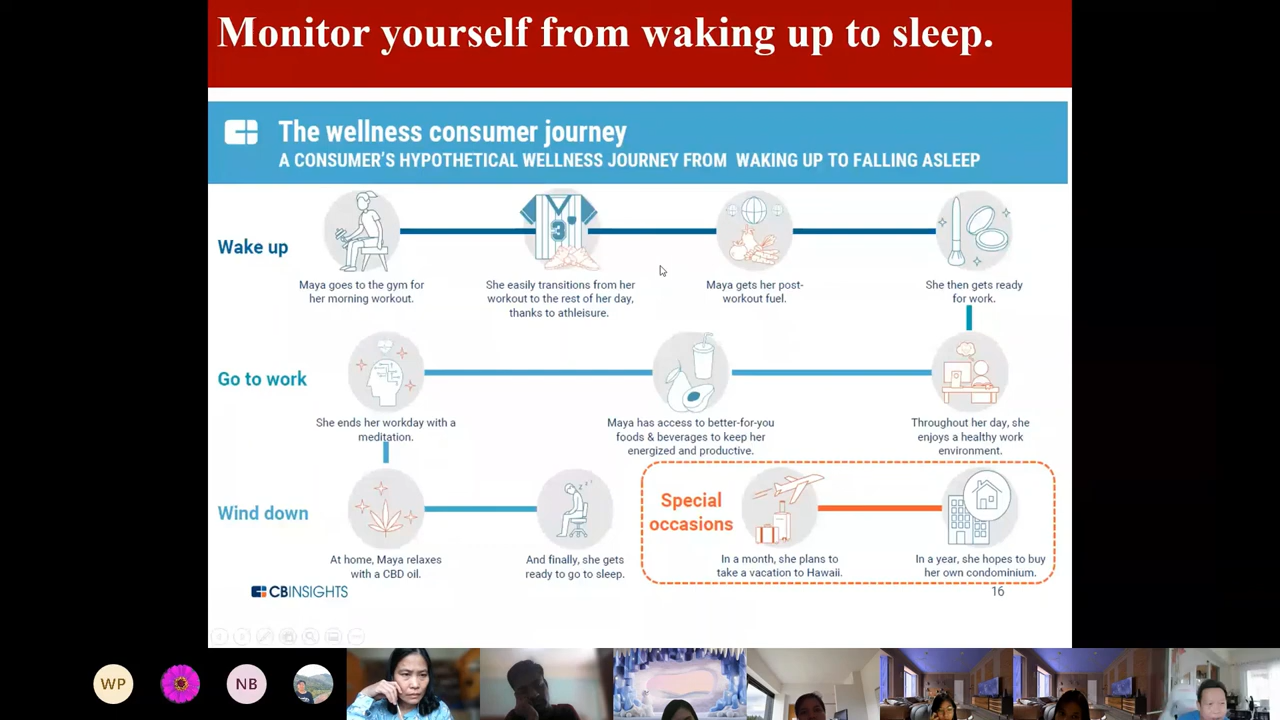 Monitor yourself from waking up to sleep.
The wellness consumer journey
A CONSUMER'S HYPOTHETICAL WELLNESS JOURNEY FROM WAKING UP TO FALLING ASLEEP
Wake up
3
Maya goes to the gym for
her morning workout.
She easily transitions from her
workout to the rest of her day,
thanks to athleisure.
Maya gets her post-
workout fuel.
She then gets ready
for work.
Go to work
She ends her workday with a
meditation.
Maya has access to better-for-you
foods & beverages to keep her
energized and productive.
Throughout her day, she
enjoys a healthy work
environment.
Wind down
At home, Maya relaxes
with a CBD oil.
And finally, she gets
ready to go to sleep.
Special
occasions
In a month, she plans to
take a vacation to Hawaii.
In a year, she hopes to buy
her own condominium.
CBINSIGHTS
16
WP
NB